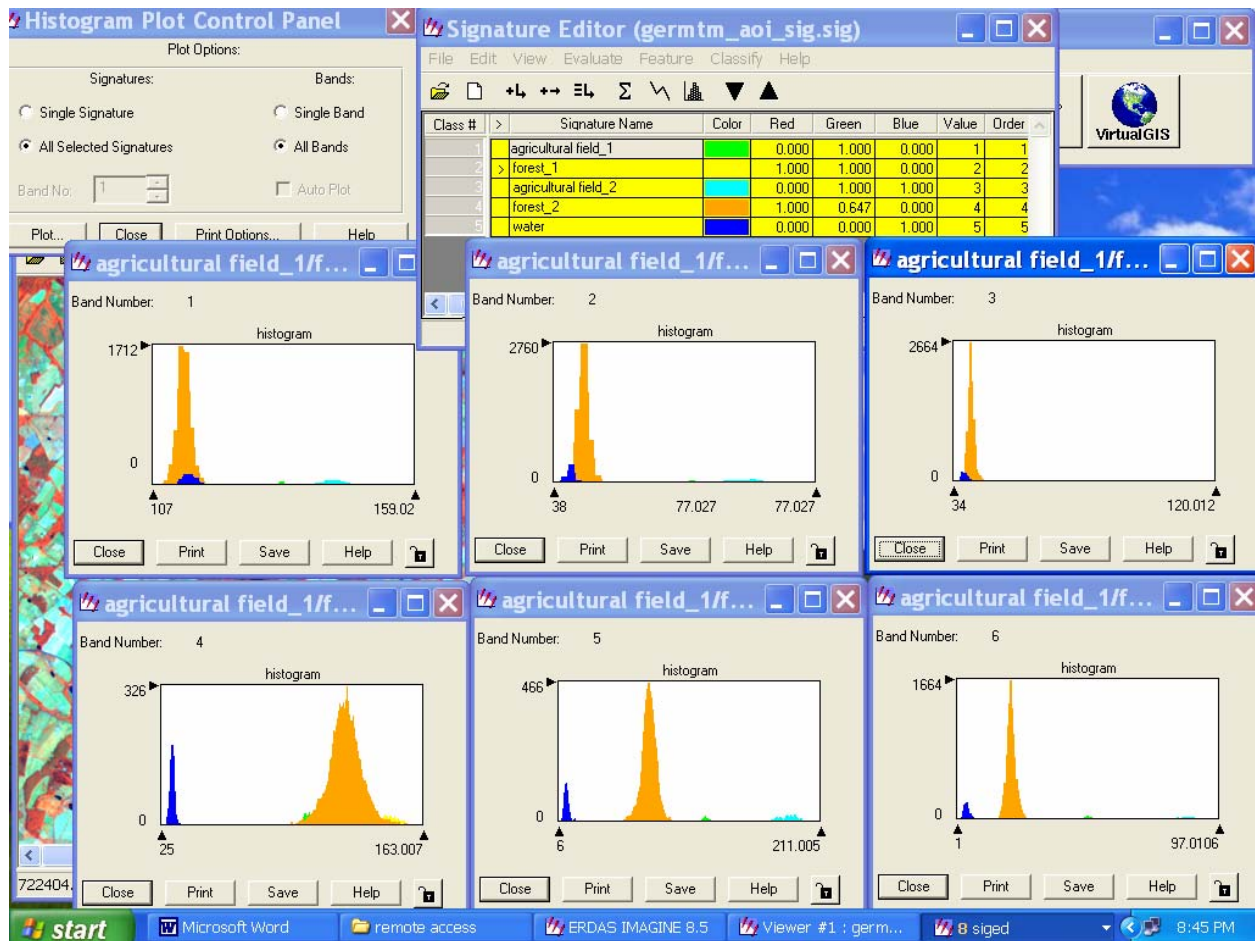 Histogram Plot Control Panel
Plot Options:
Signatures:
Bands:
Single Signature
Single Band
All Selected Signatures
All Bands
Band No:
1
Auto Plot
Plot...
Close
Print Options...
Help
Signature Editor (germtm_aoi_sig.sig)
File Edit View Evaluate Feature Classify Help
Class # > Signature Name Color Red Green Blue Value Order
1 agricultural field_1 0.000 1.000 0.000 1 1
2 > forest_1 1.000 1.000 0.000 2 2
3 agricultural field_2 0.000 1.000 1.000 3 3
4 forest_2 1.000 0.647 0.000 4 4
5 water 0.000 0.000 1.000 5 5
VirtualGIS
agricultural field_1/f...
Band Number: 1
histogram
1712
0
107 159.02
Close Print Save Help
agricultural field_1/f...
Band Number: 2
histogram
2760
0
38 77.027 77.027
Close Print Save Help
agricultural field_1/f...
Band Number: 3
histogram
2664
0
34 120.012
Close Print Save Help
agricultural field_1/f...
Band Number: 4
histogram
326
0
25 163.007
Close Print Save Help
agricultural field_1/f...
Band Number: 5
histogram
466
0
6 211.005
Close Print Save Help
agricultural field_1/f...
Band Number: 6
histogram
1664
0
1 97.0106
Close Print Save Help
722404.
start
Microsoft Word
remote access
ERDAS IMAGINE 8.5
Viewer #1 : germ...
8 siged
8:45 PM